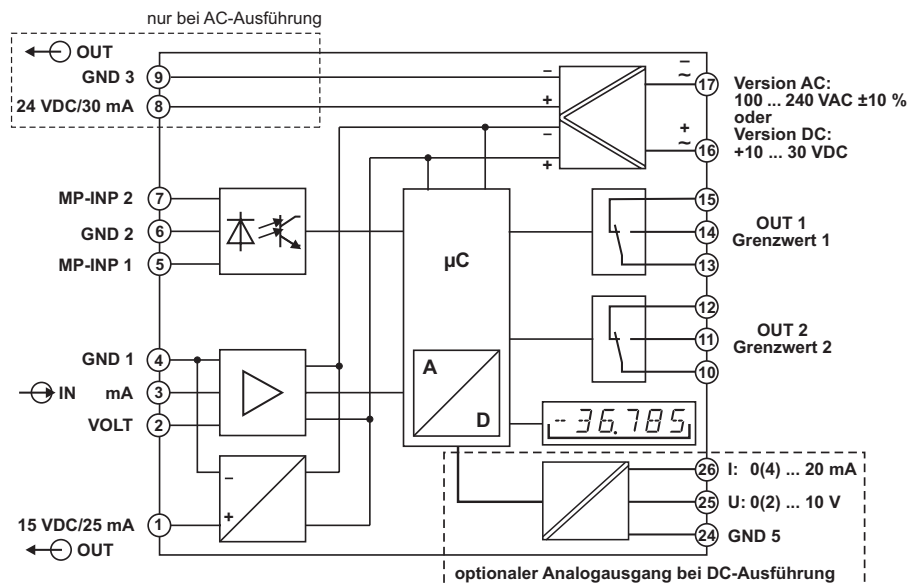 nur bei AC-Ausführung
OUT
GND 3
9
24 VDC/30 mA
8
–
+
–
+
–
~
17
+
~
16
Version AC:
100 ... 240 VAC ±10 %
oder
Version DC:
+10 ... 30 VDC
MP-INP 2
7
GND 2
6
MP-INP 1
5
µC
15
14
13
OUT 1
Grenzwert 1
12
11
10
OUT 2
Grenzwert 2
GND 1
4
IN
mA
3
VOLT
2
A
D
-36.785
–
+
15 VDC/25 mA
1
OUT
26
I: 0(4) ... 20 mA
25
U: 0(2) ... 10 V
24
GND 5
optionaler Analogausgang bei DC-Ausführung